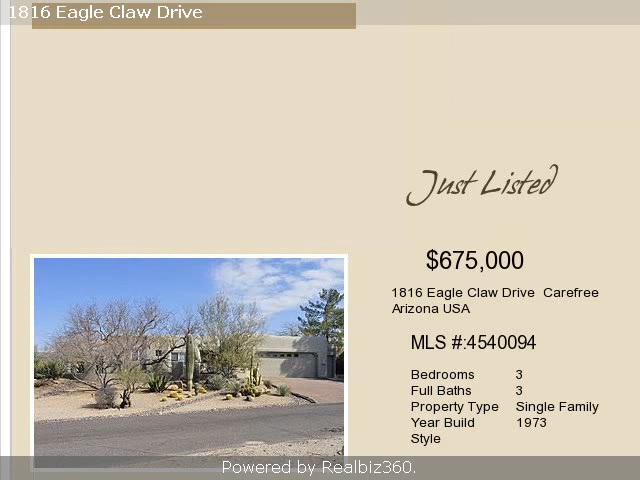 1816 Eagle Claw Drive
Just Listed
$675,000
1816 Eagle Claw Drive  Carefree
Arizona USA
MLS #:4540094
Bedrooms 3
Full Baths 3
Property Type Single Family
Year Build 1973
Style
Powered by Realbiz360.